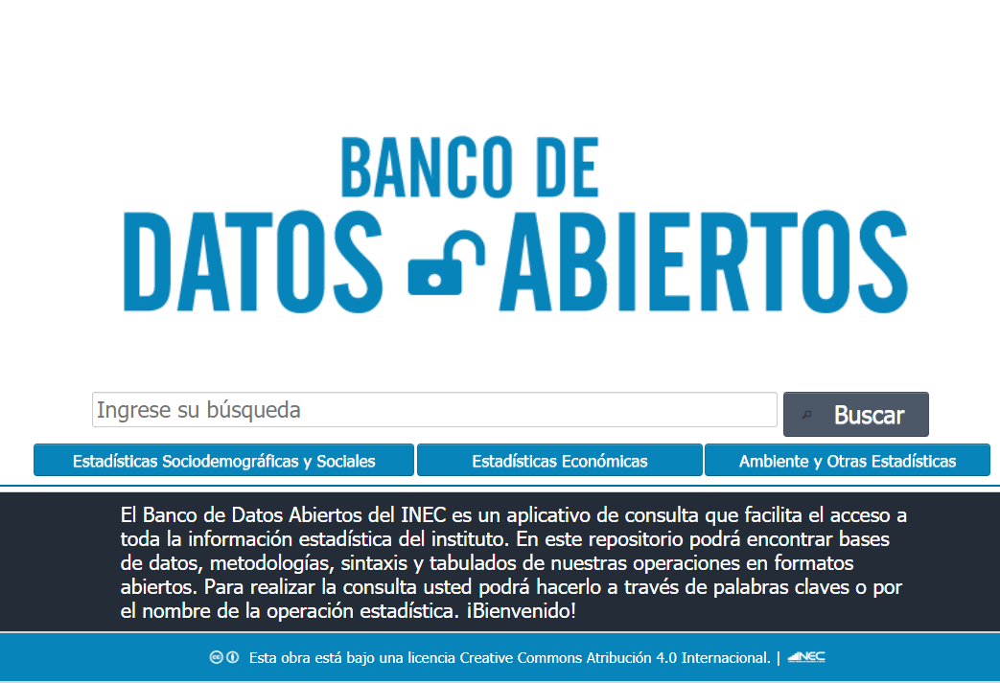 BANCO DE
DATOS ABIERTOS
Ingrese su búsqueda
Buscar
Estadísticas Sociodemográficas y Sociales
Estadísticas Económicas
Ambiente y Otras Estadísticas
El Banco de Datos Abiertos del INEC es un aplicativo de consulta que facilita el acceso a
toda la información estadística del instituto. En este repositorio podrá encontrar bases
de datos, metodologías, sintaxis y tabulados de nuestras operaciones en formatos
abiertos. Para realizar la consulta usted podrá hacerlo a través de palabras claves o por
el nombre de la operación estadística. ¡Bienvenido!
Esta obra está bajo una licencia Creative Commons Atribución 4.0 Internacional. | INEC